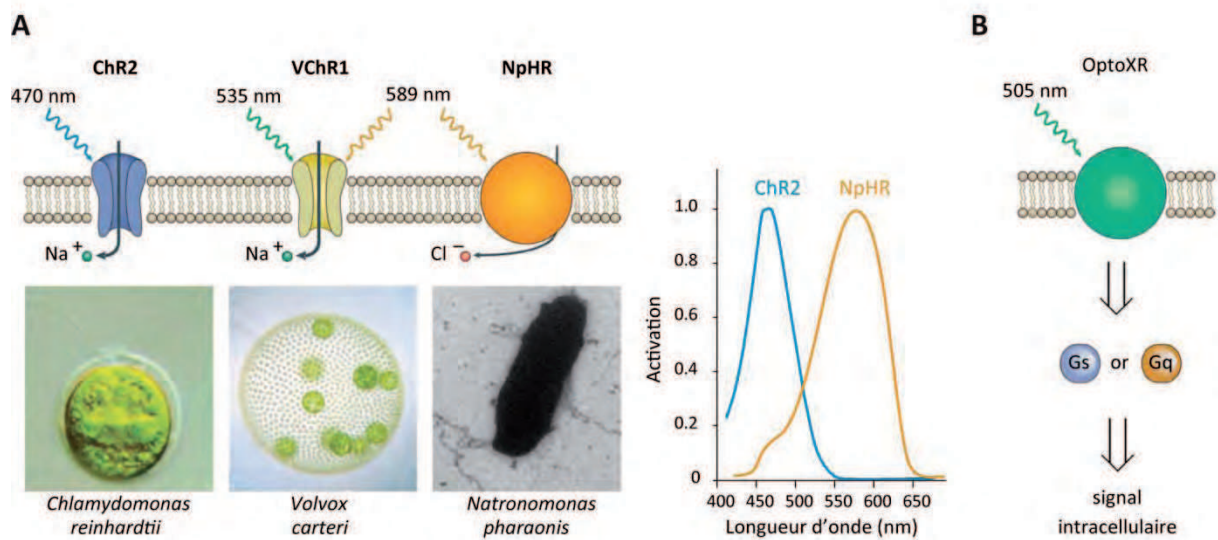 A
ChR2
VChR1
NpHR
470 nm
535 nm
589 nm
Na +
Na +
Cl −
Chlamydomonas
reinhardtii
Volvox
carteri
Natronomonas
pharaonis
ChR2
NpHR
Activation
1.0
0.8
0.6
0.4
0.2
0
400 450 500 550 600 650
Longueur d'onde (nm)
B
OptoXR
505 nm
Gs or Gq
signal
intracellulaire